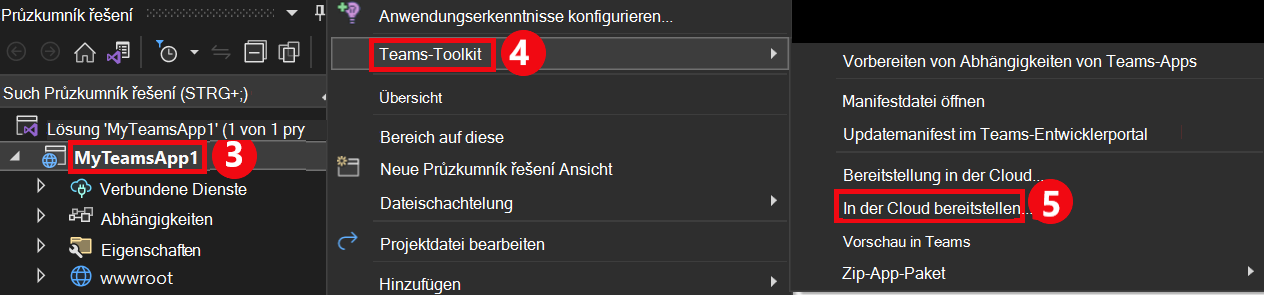 Průzkumník řešení
Such Průzkumník řešení (STRG+;)
Lösung 'MyTeamsApp1' (1 von 1 pry
MyTeamsApp1
3
Verbundene Dienste
Abhängigkeiten
Eigenschaften
wwwroot
Anwendungserkenntnisse konfigurieren...
Teams-Toolkit
4
Übersicht
Bereich auf diese
Neue Průzkumník řešení Ansicht
Dateischachtelung
Projektdatei bearbeiten
Hinzufügen
Vorbereiten von Abhängigkeiten von Teams-Apps
Manifestdatei öffnen
Updatemanifest im Teams-Entwicklerportal
Bereitstellung in der Cloud...
In der Cloud bereitstellen...
5
Vorschau in Teams
Zip-App-Paket